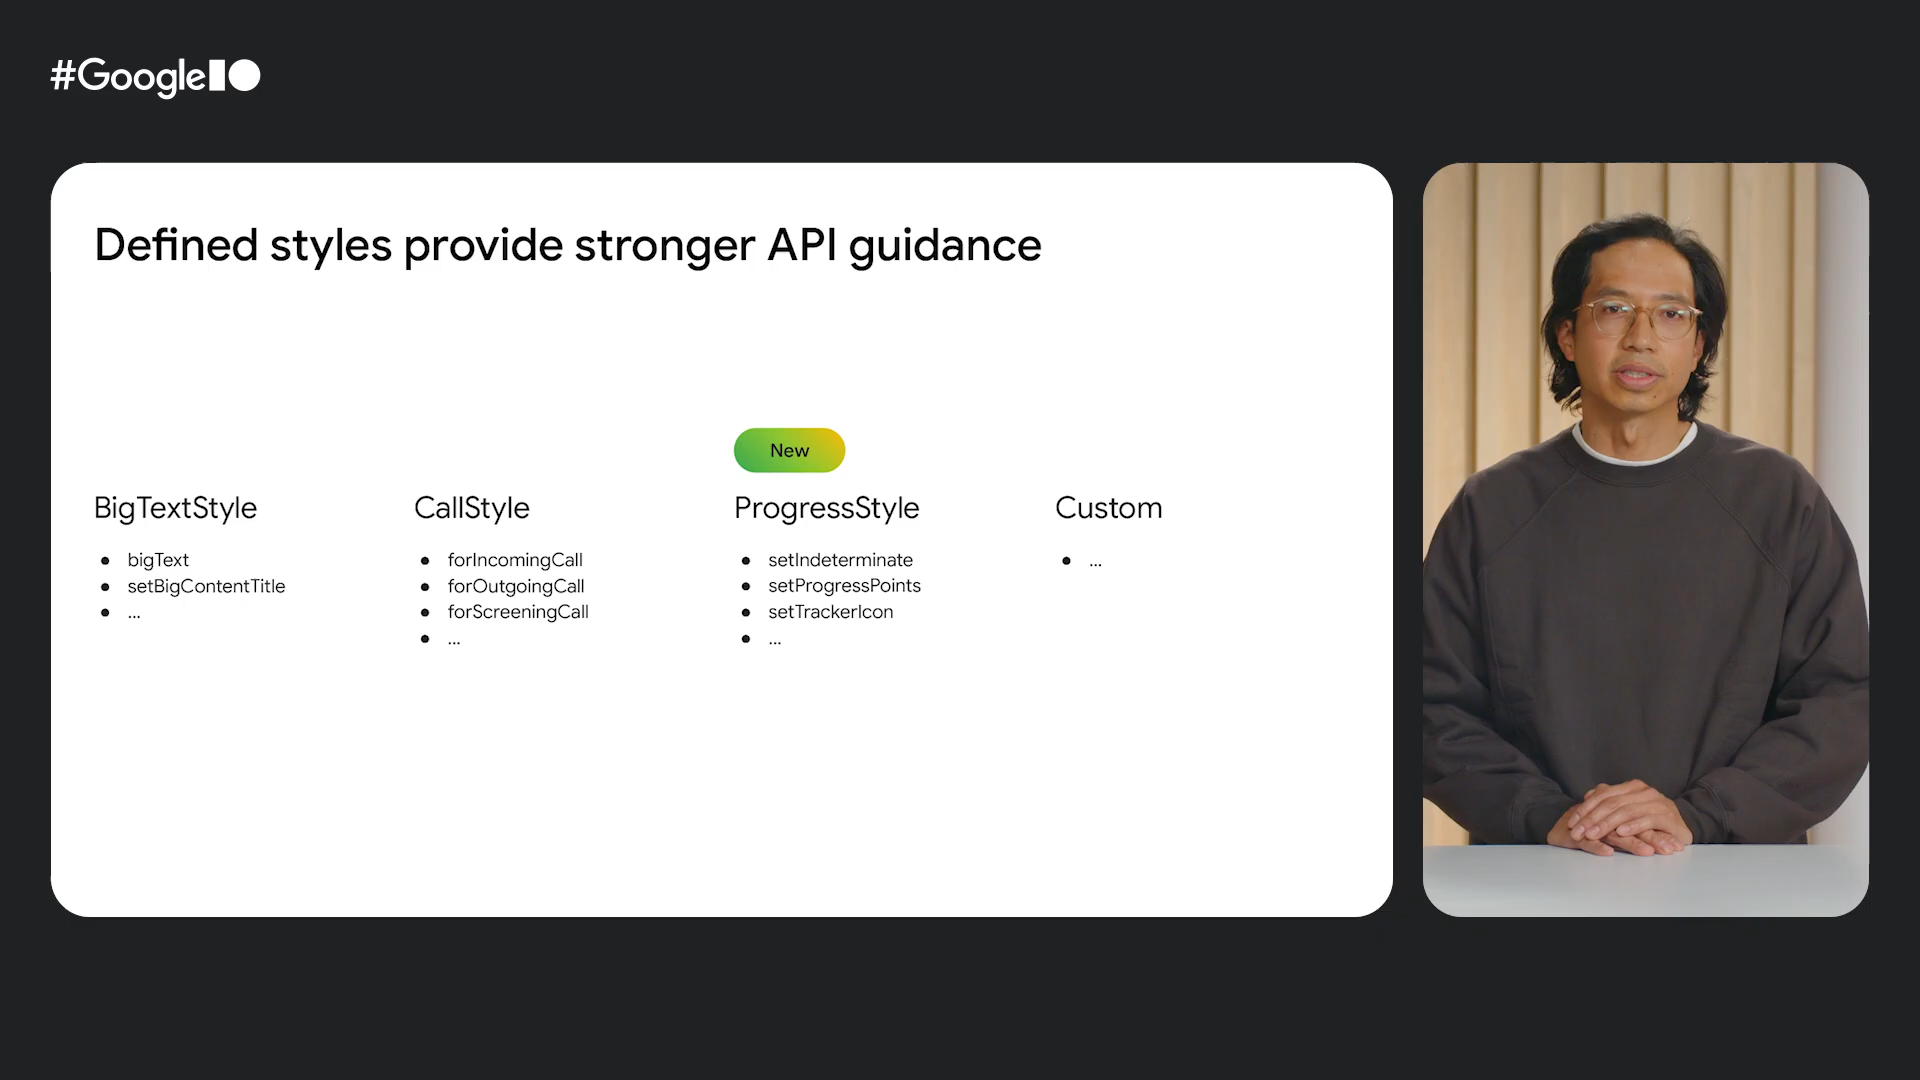 #GoogleIO
Defined styles provide stronger API guidance
BigTextStyle
• bigText
• setBigContentTitle
• ...
CallStyle
• forIncomingCall
• forOutgoingCall
• forScreeningCall
• ...
New
ProgressStyle
• setIndeterminate
• setProgressPoints
• setTrackerIcon
• ...
Custom
• ...